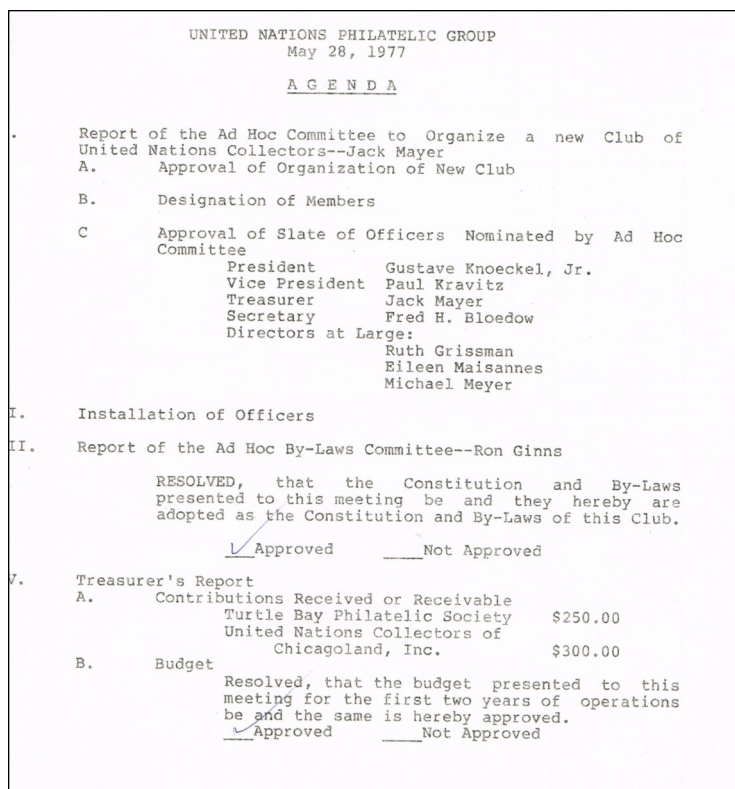 UNITED NATIONS PHILATELIC GROUP
May 28, 1977
A G E N D A
. Report of the Ad Hoc Committee to Organize a new Club of
United Nations Collectors--Jack Mayer
A. Approval of Organization of New Club
B. Designation of Members
C Approval of Slate of Officers Nominated by Ad Hoc
Committee
President Gustave Knoeckel, Jr.
Vice President Paul Kravitz
Treasurer Jack Mayer
Secretary Fred H. Bloedow
Directors at Large:
Ruth Grissman
Eileen Maisannes
Michael Meyer
I. Installation of Officers
II. Report of the Ad Hoc By-Laws Committee--Ron Ginns
RESOLVED, that the Constitution and By-Laws
presented to this meeting be and they hereby are
adopted as the Constitution and By-Laws of this Club.
___Approved ____Not Approved
V. Treasurer's Report
A. Contributions Received or Receivable
Turtle Bay Philatelic Society $250.00
United Nations Collectors of
Chicagoland, Inc. $300.00
B. Budget
Resolved, that the budget presented to this
meeting for the first two years of operations
be and the same is hereby approved.
___Approved ____Not Approved